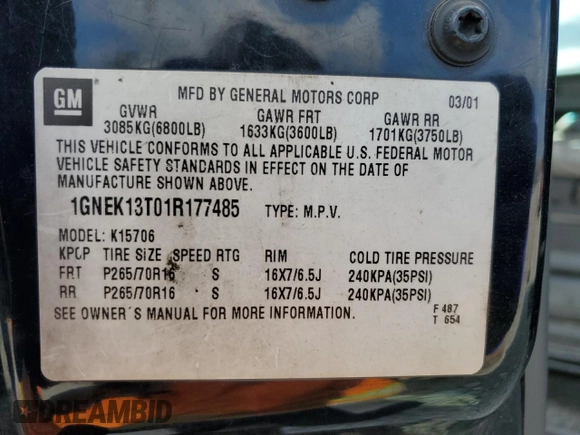 GM
MFD BY GENERAL MOTORS CORP 03/01
GVWR GAWR FRT GAWR RR
3085KG(6800LB) 1633KG(3600LB) 1701KG(3750LB)
THIS VEHICLE CONFORMS TO ALL APPLICABLE U.S. FEDERAL MOTOR
VEHICLE SAFETY STANDARDS IN EFFECT ON THE DATE OF
MANUFACTURE SHOWN ABOVE.
1GNEK13T01R177485 TYPE: M.P.V.
MODEL: K15706
KPCP TIRE SIZE SPEED RTG RIM COLD TIRE PRESSURE
FRT P265/70R16 S 16X7/6.5J 240KPA(35PSI)
RR P265/70R16 S 16X7/6.5J 240KPA(35PSI)
SEE OWNER'S MANUAL FOR MORE INFORMATION.
F 487
T 654
DREAMBID